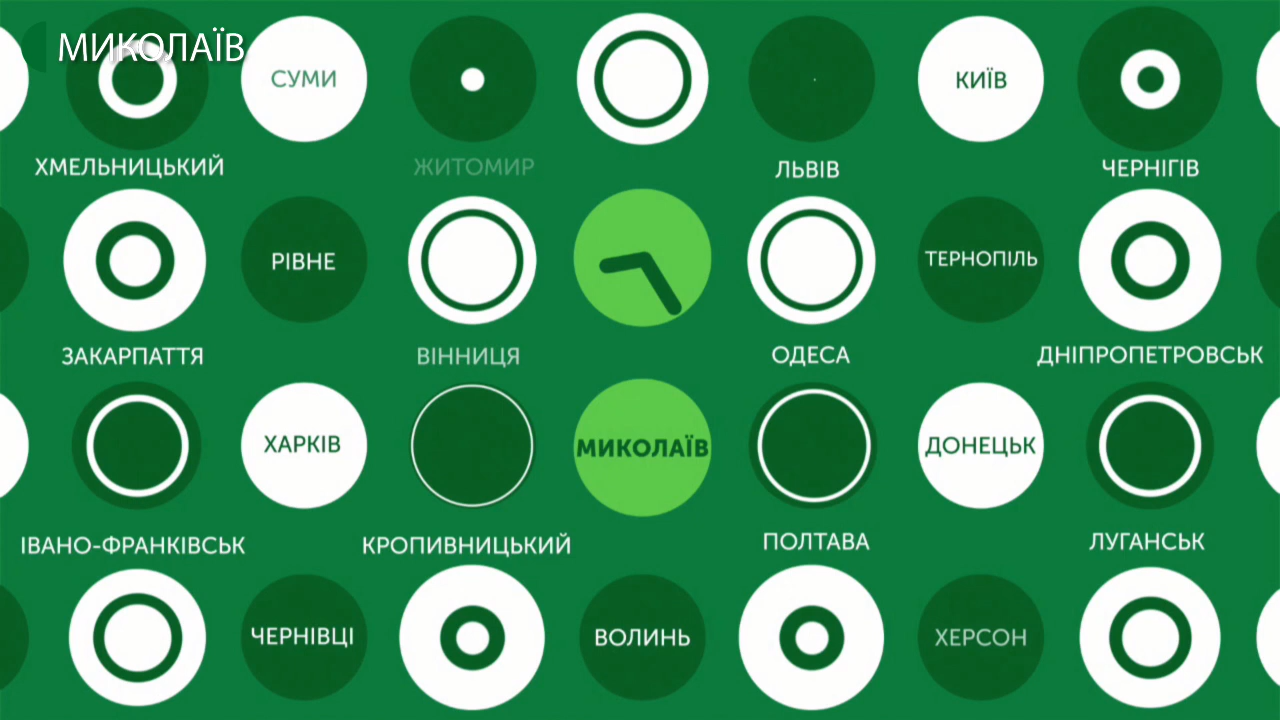 МИКОЛАЇВ
СУМИ
КИЇВ
ХМЕЛЬНИЦЬКИЙ
ЖИТОМИР
ЛЬВІВ
ЧЕРНІГІВ
РІВНЕ
ТЕРНОПІЛЬ
ЗАКАРПАТТЯ
ВІННИЦЯ
ОДЕСА
ДНІПРОПЕТРОВСЬК
ХАРКІВ
МИКОЛАЇВ
ДОНЕЦЬК
ІВАНО-ФРАНКІВСЬК
КРОПИВНИЦЬКИЙ
ПОЛТАВА
ЛУГАНСЬК
ЧЕРНІВЦІ
ВОЛИНЬ
ХЕРСОН